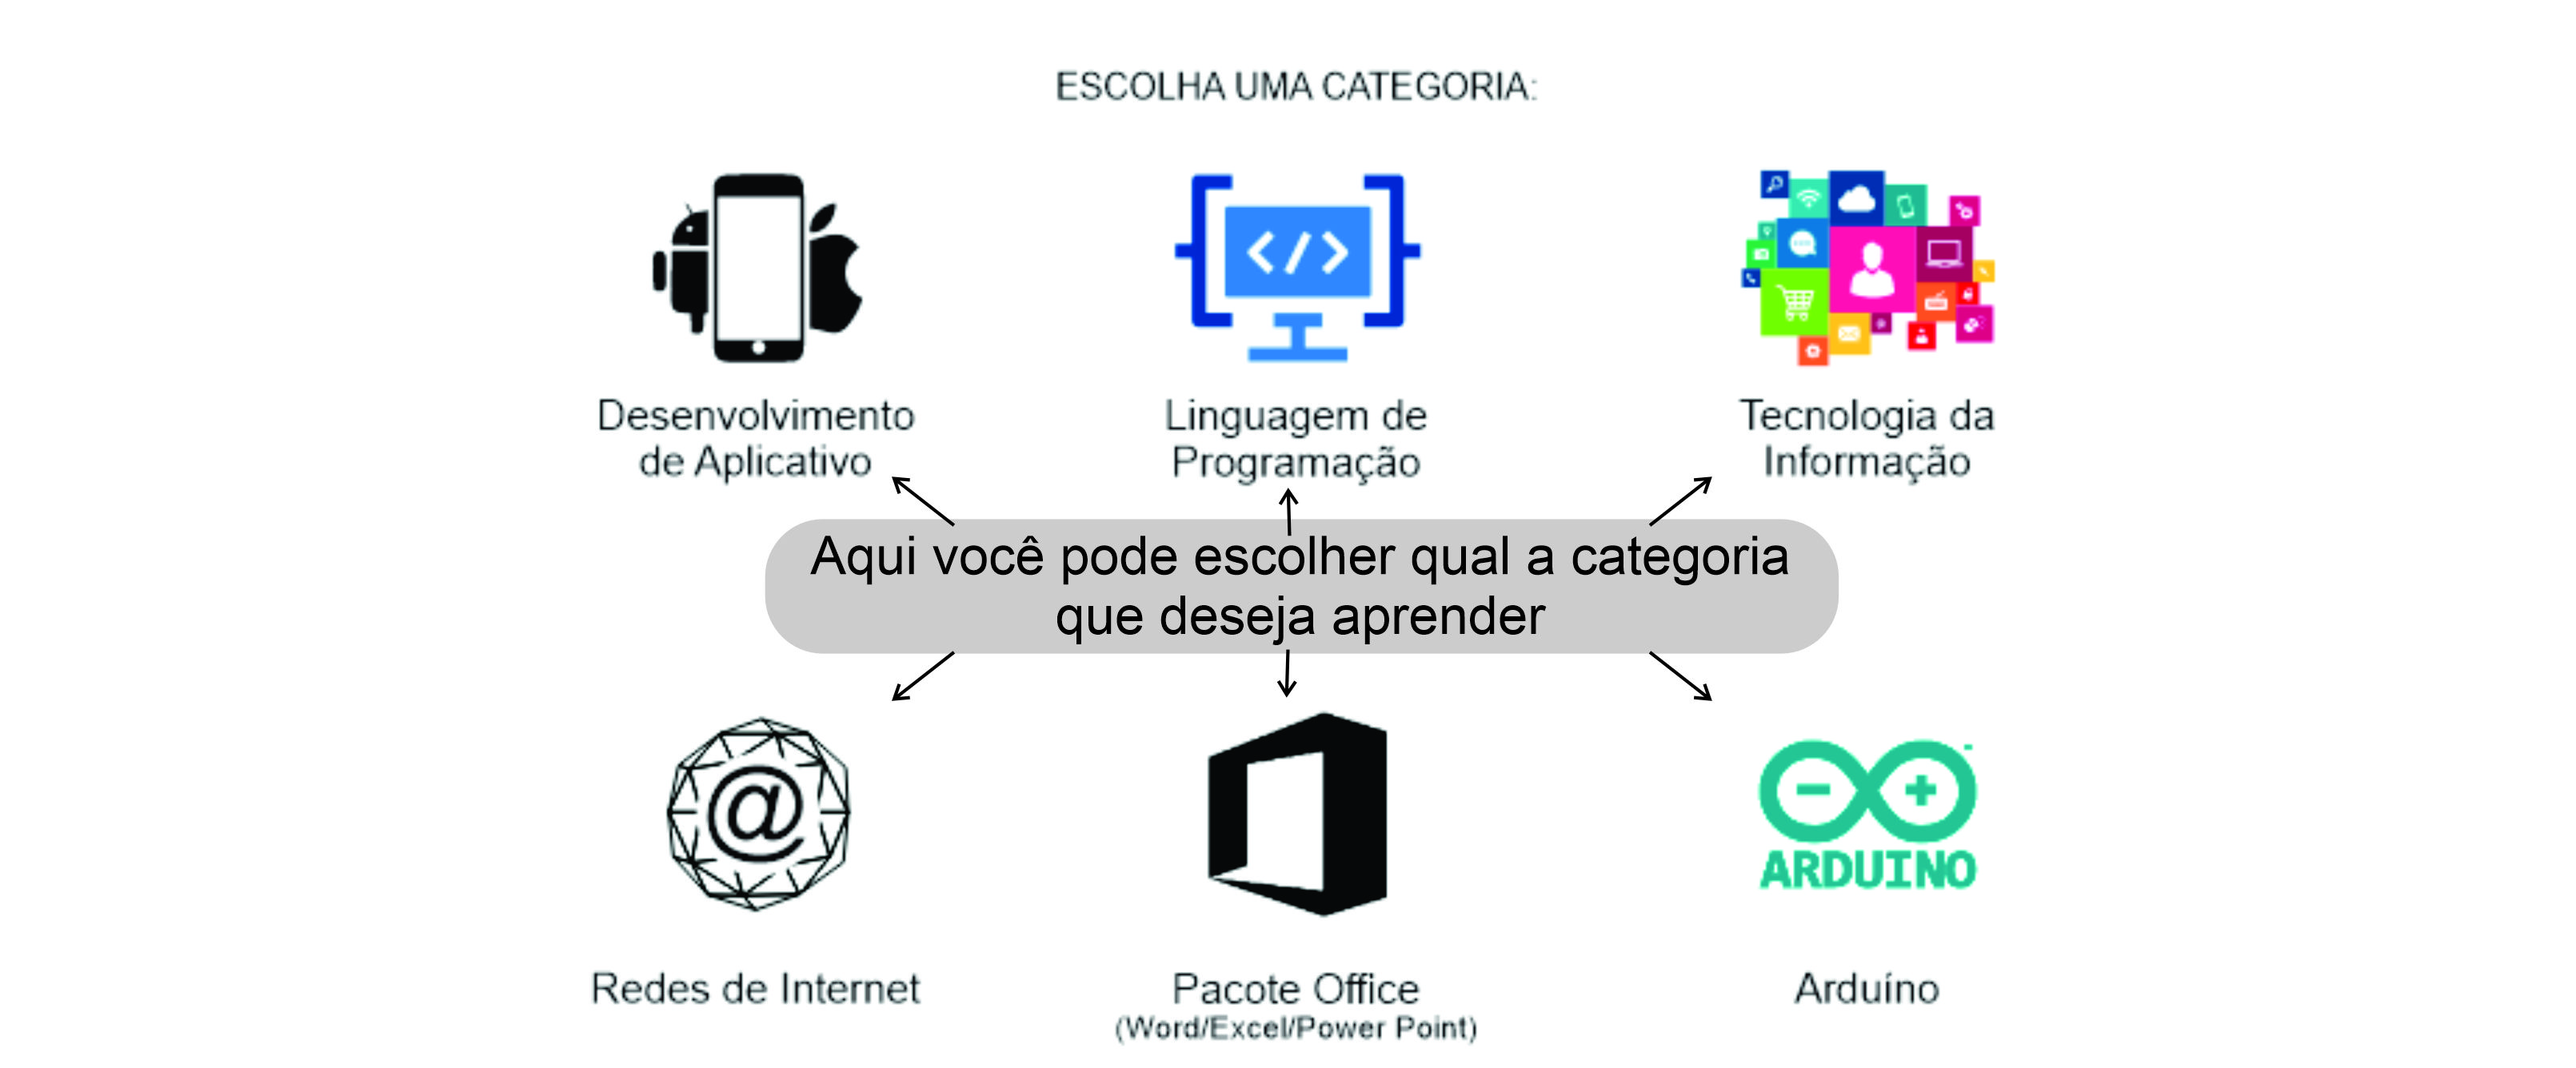 ESCOLHA UMA CATEGORIA:
Desenvolvimento
de Aplicativo
Linguagem de
Programação
Tecnologia da
Informação
Aqui você pode escolher qual a categoria
que deseja aprender
@
ARDUINO
Redes de Internet
Pacote Office
(Word/Excel/Power Point)
Arduíno